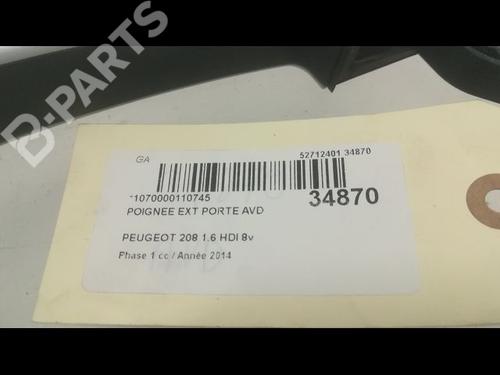 B-PARTS
GA
52712401 34870
*1070000110745
34870
POIGNEE EXT PORTE AVD
PEUGEOT 208 1.6 HDI 8v
Phase 1 cc / Année 2014